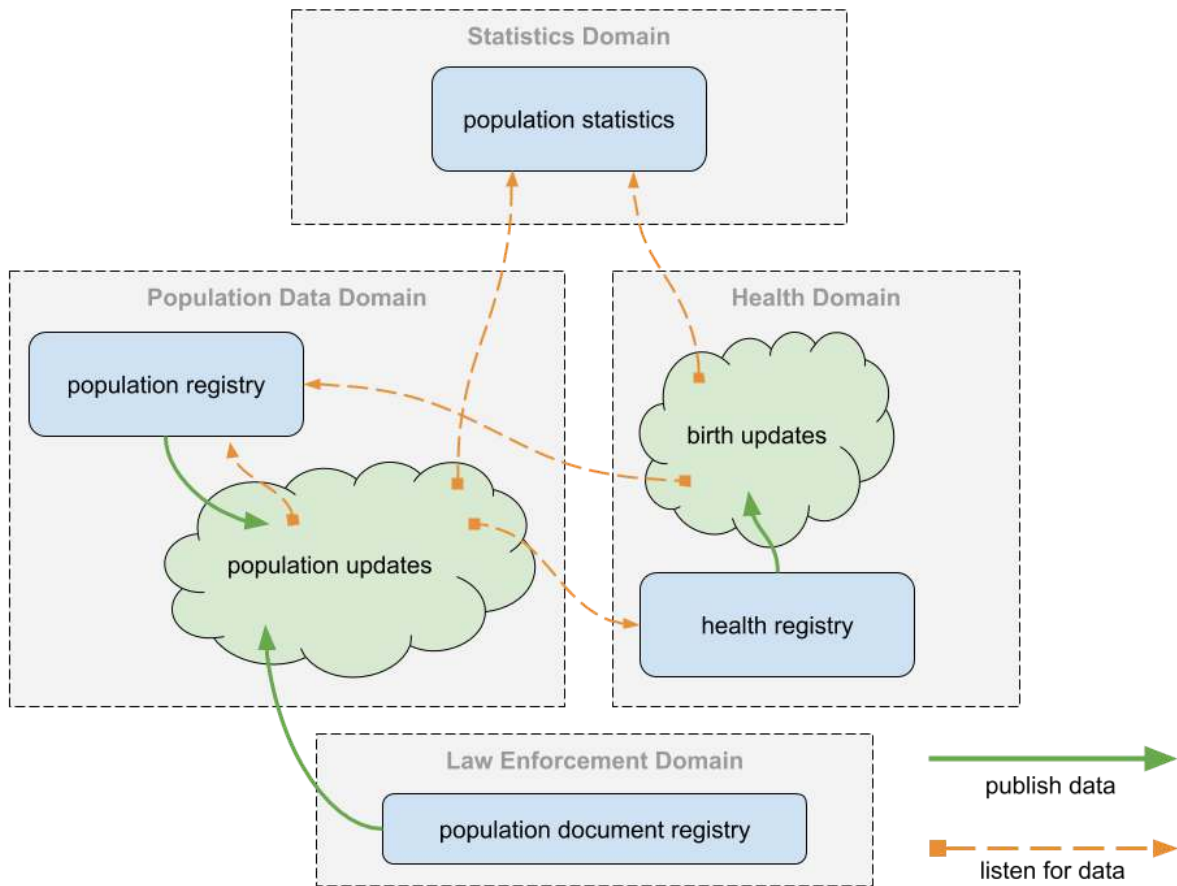 Statistics Domain
population statistics
Population Data Domain
Health Domain
population registry
birth updates
population updates
health registry
Law Enforcement Domain
publish data
population document registry
listen for data